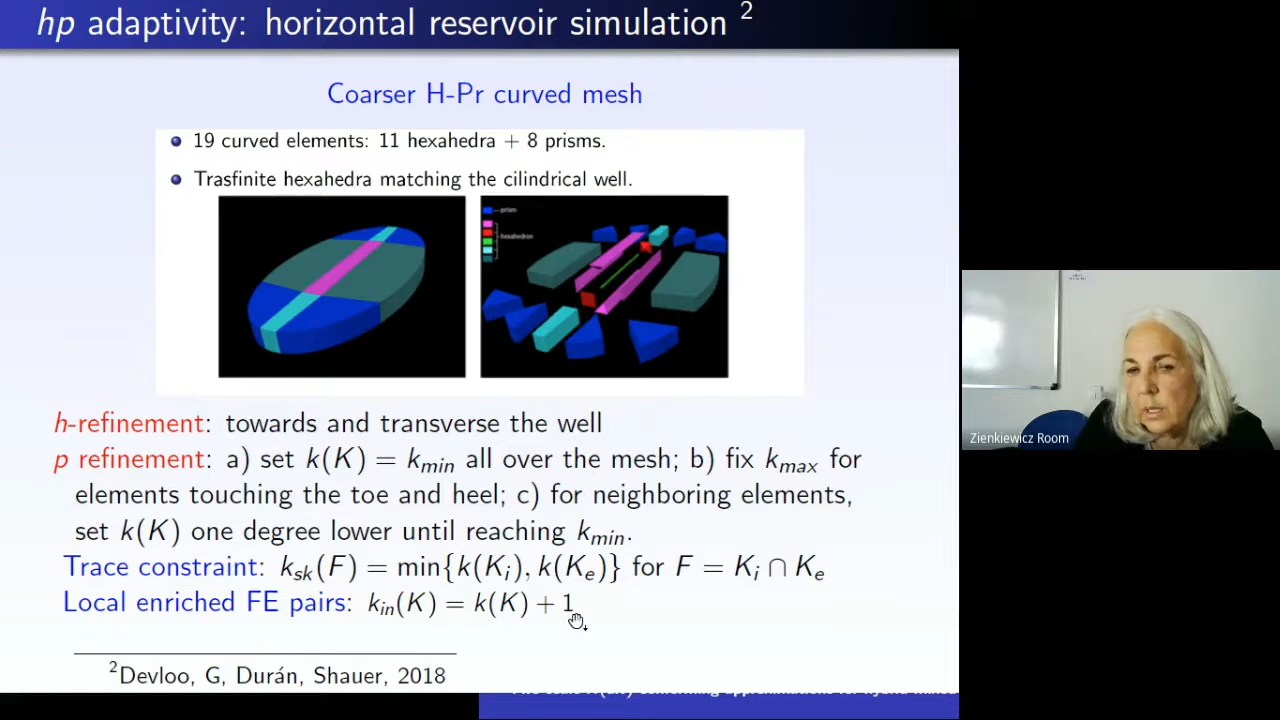 hp adaptivity: horizontal reservoir simulation 2
Coarser H-Pr curved mesh
19 curved elements: 11 hexahedra + 8 prisms.
Trasfinite hexahedra matching the cilindrical well.
prism
hexahedron
h-refinement: towards and transverse the well
p refinement: a) set k(K) = kmin all over the mesh; b) fix kmax for
elements touching the toe and heel; c) for neighboring elements,
set k(K) one degree lower until reaching kmin.
Trace constraint: ksk(F) = min{k(Ki), k(Ke)} for F = Ki ∩ Ke
Local enriched FE pairs: kin(K) = k(K) + 1
2Devloo, G, Durán, Shauer, 2018
Zienkiewicz Room